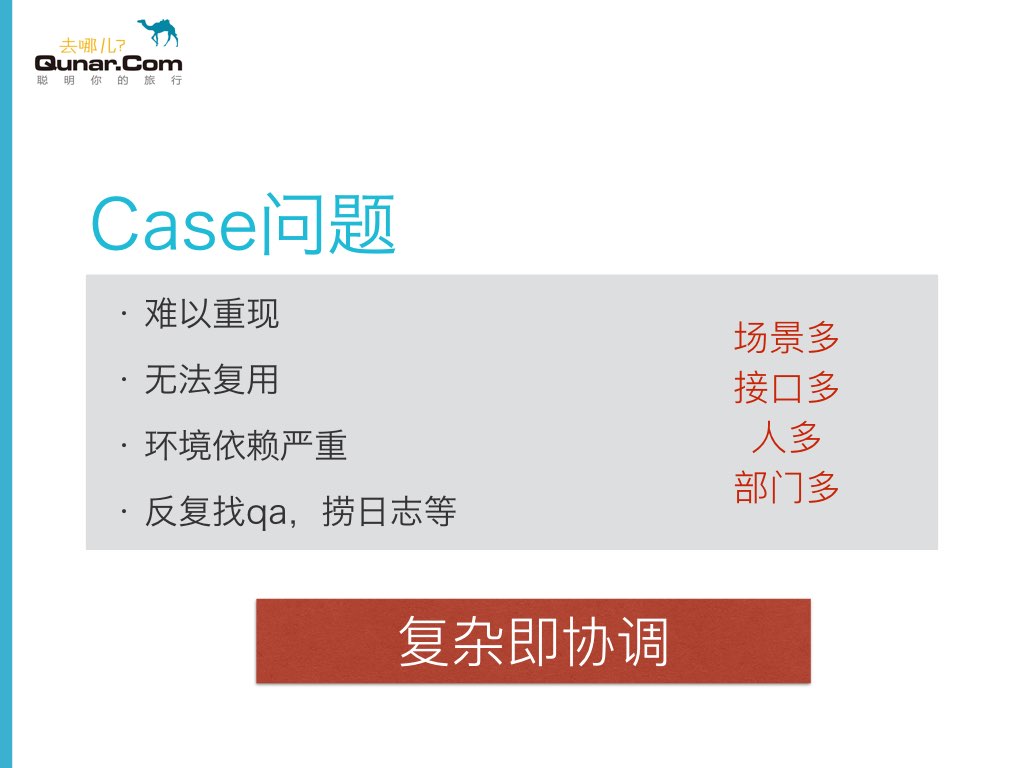 去哪儿?
Qunar.Com
聪明你的旅行
Case问题
· 难以重现
· 无法复用
· 环境依赖严重
· 反复找qa，捞日志等
场景多
接口多
人多
部门多
复杂即协调